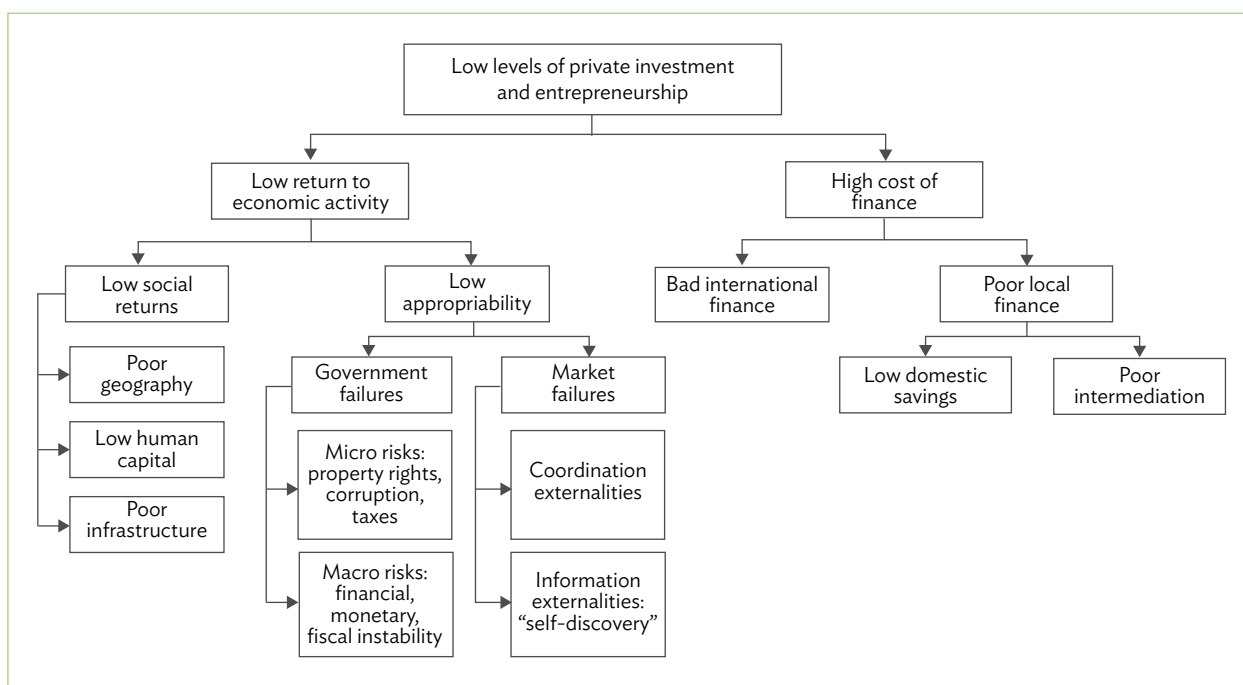 Low levels of private investment
and entrepreneurship
Low return to
economic activity
High cost of
finance
Low social
returns
Low
appropriability
Bad international
finance
Poor local
finance
Poor
geography
Low human
capital
Poor
infrastructure
Government
failures
Market
failures
Low domestic
savings
Poor
intermediation
Micro risks:
property rights,
corruption,
taxes
Coordination
externalities
Macro risks:
financial,
monetary,
fiscal instability
Information
externalities:
“self-discovery”